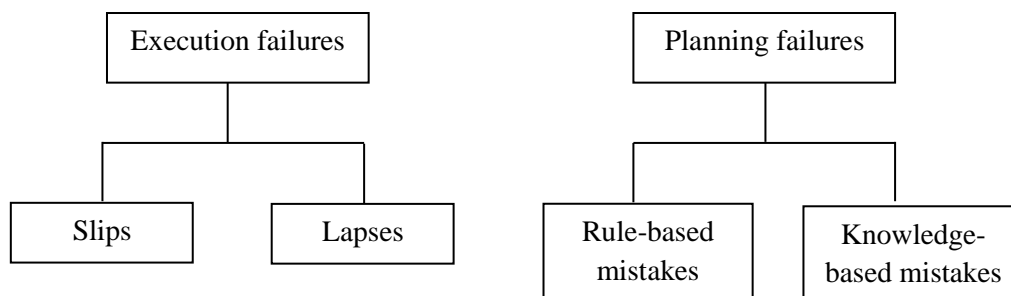 Execution failures
Planning failures
Slips
Lapses
Rule-based
mistakes
Knowledge-
based mistakes